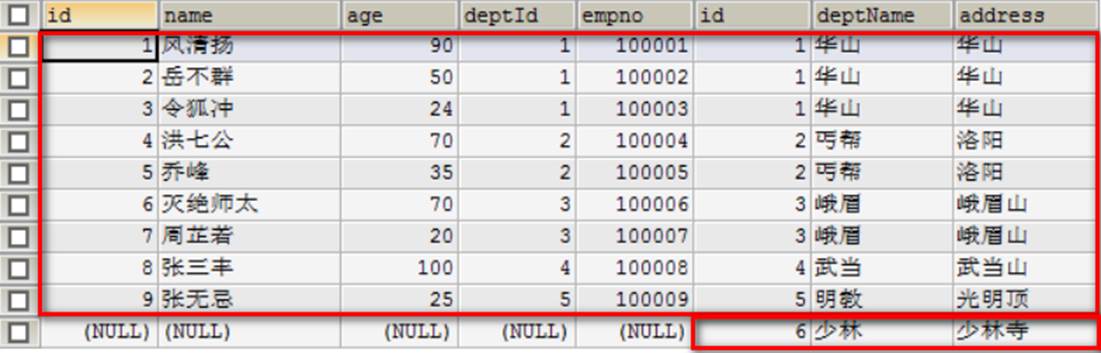 id name age deptId empno id deptName address
1 风清扬 90 1 100001 1 华山 华山
2 岳不群 50 1 100002 1 华山 华山
3 令狐冲 24 1 100003 1 华山 华山
4 洪七公 70 2 100004 2 丐帮 洛阳
5 乔峰 35 2 100005 2 丐帮 洛阳
6 灭绝师太 70 3 100006 3 峨眉 峨眉山
7 周芷若 20 3 100007 3 峨眉 峨眉山
8 张三丰 100 4 100008 4 武当 武当山
9 张无忌 25 5 100009 5 明教 光明顶
(NULL) (NULL) (NULL) (NULL) (NULL) 6 少林 少林寺